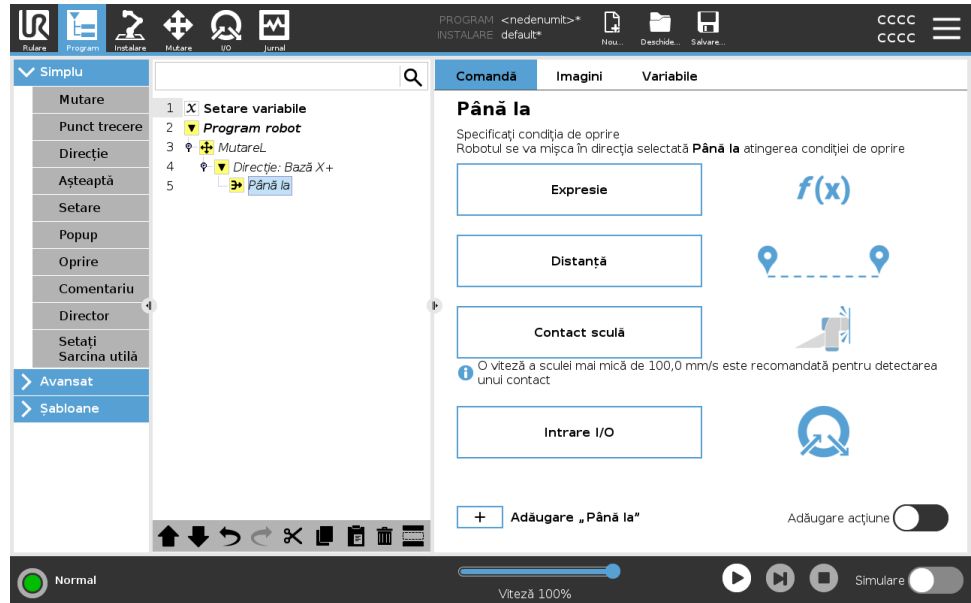 PROGRAM <nedenumit>*
INSTALARE default*
cccc
cccc
Rulare
Program
Instalare
Mutare
I/O
Jurnal
Nou...
Deschide...
Salvare...
Simplu
Mutare
Punct trecere
Direcție
Așteaptă
Setare
Popup
Oprire
Comentariu
Director
Setați
Sarcina utilă
Avansat
Șabloane
1 X Setare variabile
2 Program robot
3 MutareL
4 Direcție: Bază X+
5 Până la
Comandă
Imagini
Variabile
Până la
Specificați condiția de oprire
Robotul se va mișca în direcția selectată Până la atingerea condiției de oprire
Expresie
f(x)
Distanță
Contact sculă
O viteză a sculei mai mică de 100,0 mm/s este recomandată pentru detectarea
unui contact
Intrare I/O
+ Adăugare „Până la”
Adăugare acțiune
Normal
Viteză 100%
Simulare